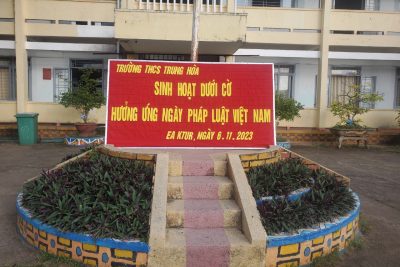 TRƯỜNG THCS TRUNG HÒA
SINH HOẠT DƯỚI CỜ
HƯỞNG ỨNG NGÀY PHÁP LUẬT VIỆT NAM
EA KTUR, NGÀY 6.11.2023